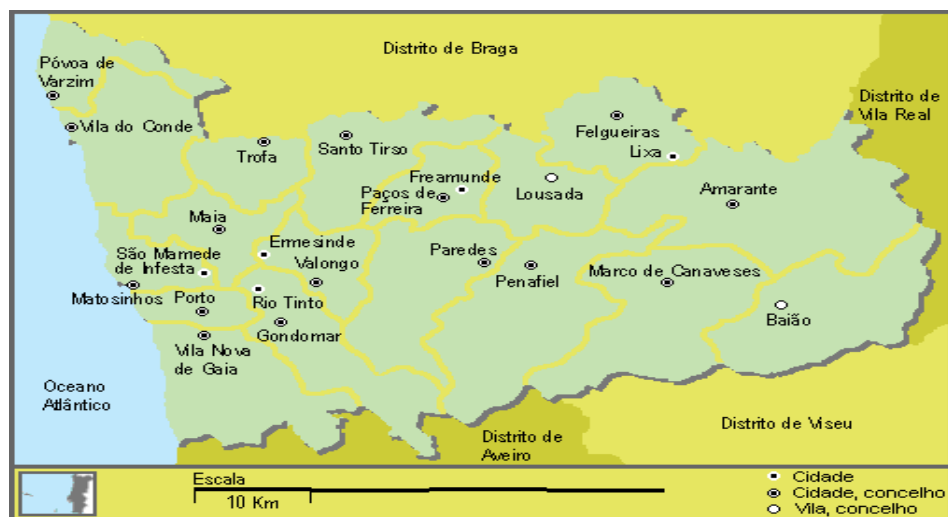 Distrito de Braga
Distrito de
Vila Real
Póvoa de
Varzim
Vila do Conde
Trofa
Santo Tirso
Felgueiras
Lixa
Freamunde
Paços de
Ferreira
Lousada
Amarante
Maia
São Mamede
de Infesta
Ermesinde
Valongo
Paredes
Penafiel
Marco de Canaveses
Matosinhos
Porto
Rio Tinto
Gondomar
Baião
Vila Nova
de Gaia
Oceano
Atlântico
Distrito de
Aveiro
Distrito de Viseu
Escala
10 Km
Cidade
Cidade, concelho
Vila, concelho